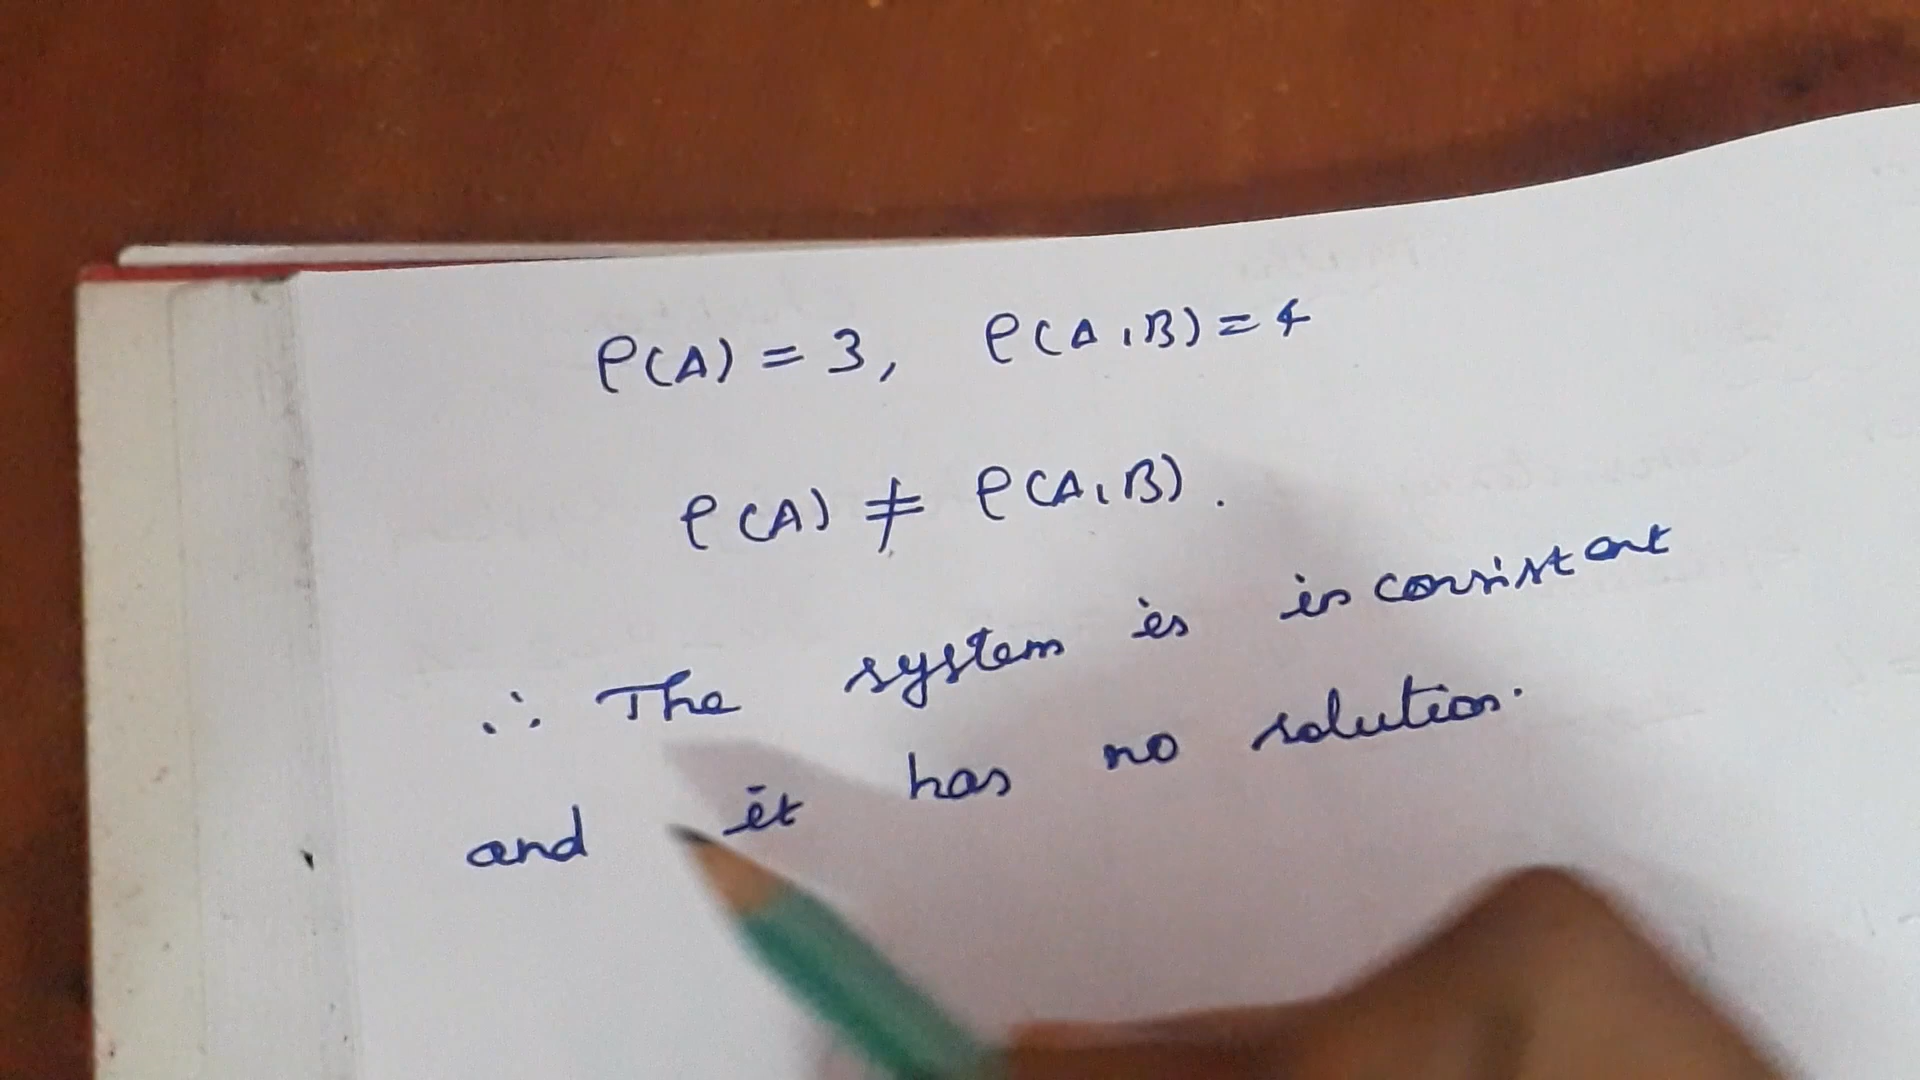 ρ(A) = 3, ρ(A,B) = 4
ρ(A) ≠ ρ(A,B).
∴ The system is inconsistent
and it has no solution.